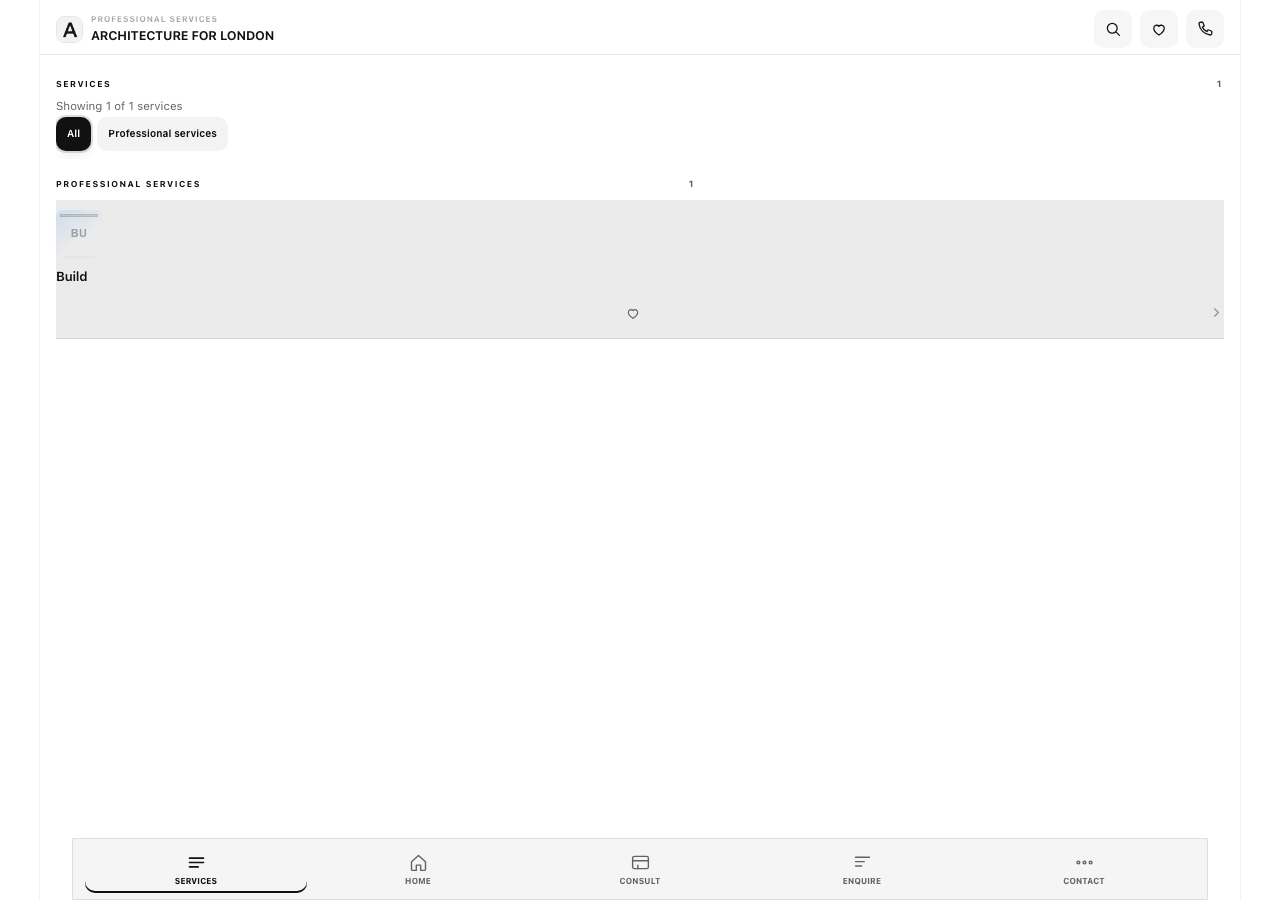 A
PROFESSIONAL SERVICES
ARCHITECTURE FOR LONDON
SERVICES
1
Showing 1 of 1 services
All
Professional services
PROFESSIONAL SERVICES
1
BU
Build
SERVICES
HOME
CONSULT
ENQUIRE
CONTACT